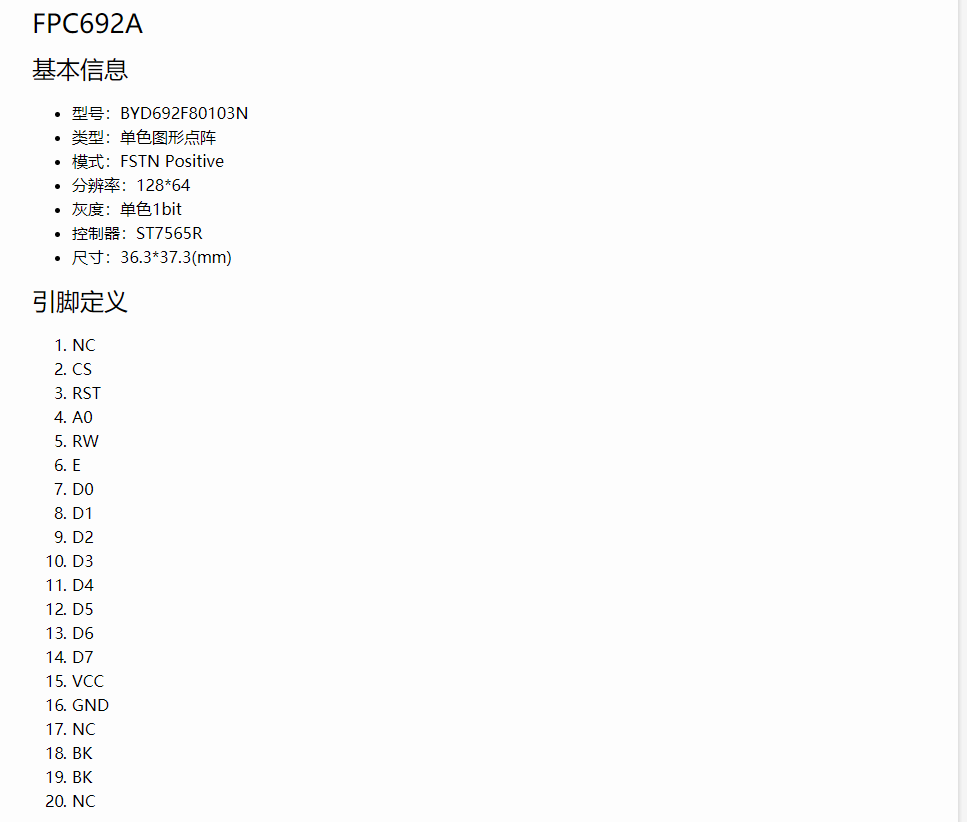 FPC692A
基本信息
• 型号：BYD692F80103N
• 类型：单色图形点阵
• 模式：FSTN Positive
• 分辨率：128*64
• 灰度：单色1bit
• 控制器：ST7565R
• 尺寸：36.3*37.3(mm)
引脚定义
1. NC
2. CS
3. RST
4. A0
5. RW
6. E
7. D0
8. D1
9. D2
10. D3
11. D4
12. D5
13. D6
14. D7
15. VCC
16. GND
17. NC
18. BK
19. BK
20. NC